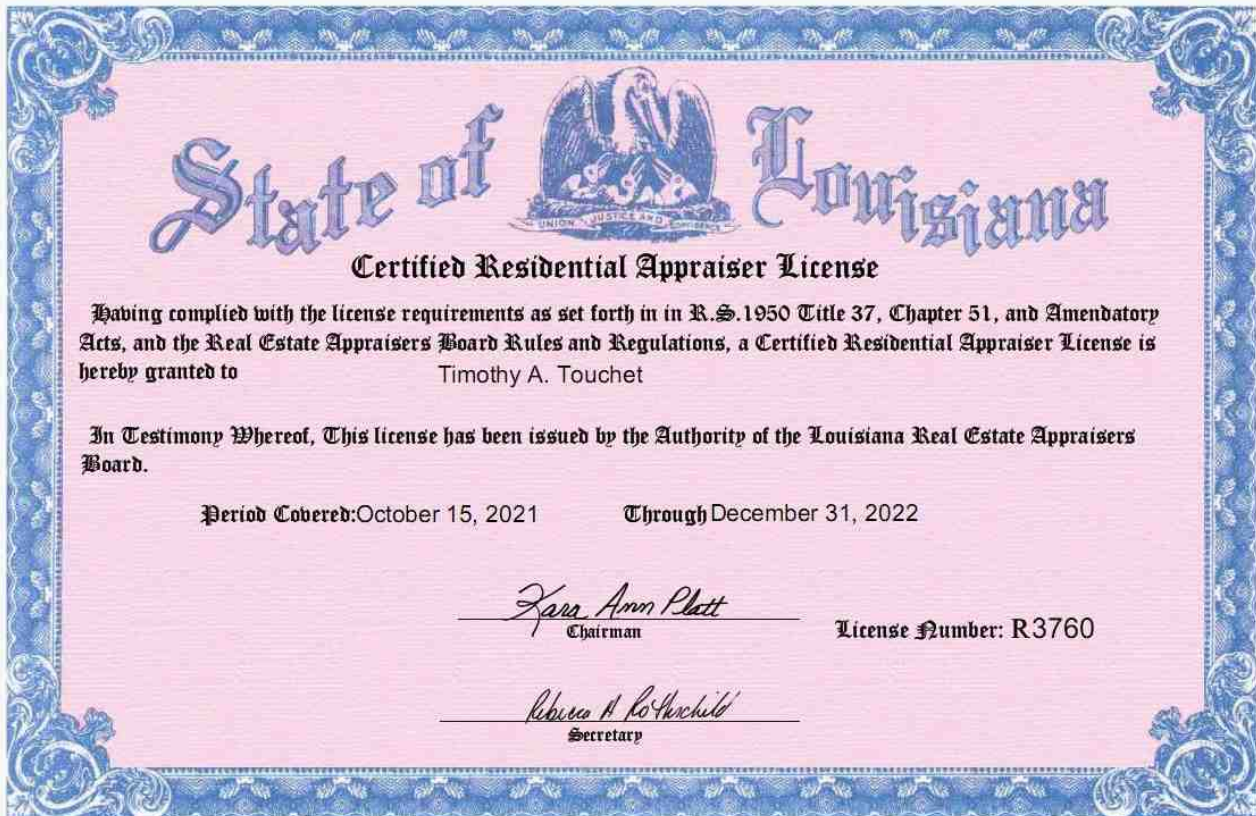 State of Louisiana
UNION JUSTICE AND CONFIDENCE
Certified Residential Appraiser License
Having complied with the license requirements as set forth in in R.S.1950 Title 37, Chapter 51, and Amendatory
Acts, and the Real Estate Appraisers Board Rules and Regulations, a Certified Residential Appraiser License is
hereby granted to Timothy A. Touchet
In Testimony Whereof, This license has been issued by the Authority of the Louisiana Real Estate Appraisers
Board.
Period Covered:October 15, 2021 Through December 31, 2022
Kara Ann Platt
Chairman License Number: R3760
Rebecca A Rothschild
Secretary